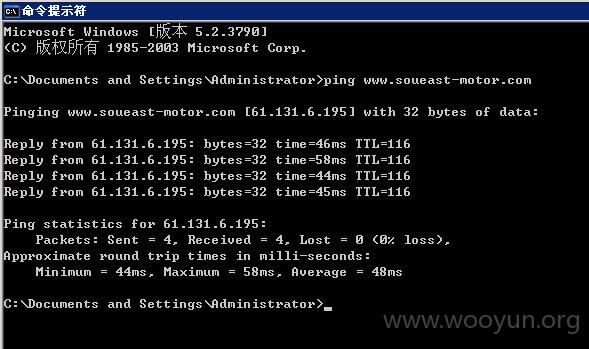 命令提示符
Microsoft Windows [版本 5.2.3790]
(C) 版权所有 1985-2003 Microsoft Corp.
C:\Documents and Settings\Administrator>ping www.soueast-motor.com
Pinging www.soueast-motor.com [61.131.6.195] with 32 bytes of data:
Reply from 61.131.6.195: bytes=32 time=46ms TTL=116
Reply from 61.131.6.195: bytes=32 time=58ms TTL=116
Reply from 61.131.6.195: bytes=32 time=44ms TTL=116
Reply from 61.131.6.195: bytes=32 time=45ms TTL=116
Ping statistics for 61.131.6.195:
Packets: Sent = 4, Received = 4, Lost = 0 (0% loss),
Approximate round trip times in milli-seconds:
Minimum = 44ms, Maximum = 58ms, Average = 48ms
C:\Documents and Settings\Administrator>_
www.wooyun.org